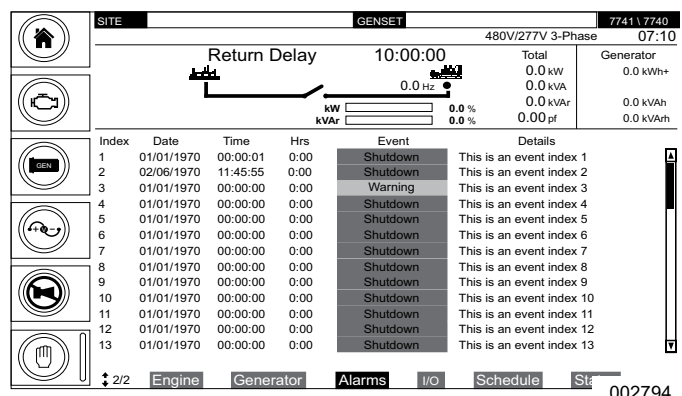 SITE GENSET 7741 \ 7740
480V/277V 3-Phase 07:10
Return Delay 10:00:00
0.0 Hz
kW 0.0 %
kVAr 0.0 %
Total
0.0 kW
0.0 kVA
0.0 kVAr
0.00 pf
Generator
0.0 kWh+
0.0 kVAh
0.0 kVArh
GEN
Index Date Time Hrs Event Details
1 01/01/1970 00:00:01 0:00 Shutdown This is an event index 1
2 02/06/1970 11:45:55 0:00 Shutdown This is an event index 2
3 01/01/1970 00:00:00 0:00 Warning This is an event index 3
4 01/01/1970 00:00:00 0:00 Shutdown This is an event index 4
5 01/01/1970 00:00:00 0:00 Shutdown This is an event index 5
6 01/01/1970 00:00:00 0:00 Shutdown This is an event index 6
7 01/01/1970 00:00:00 0:00 Shutdown This is an event index 7
8 01/01/1970 00:00:00 0:00 Shutdown This is an event index 8
9 01/01/1970 00:00:00 0:00 Shutdown This is an event index 9
10 01/01/1970 00:00:00 0:00 Shutdown This is an event index 10
11 01/01/1970 00:00:00 0:00 Shutdown This is an event index 11
12 01/01/1970 00:00:00 0:00 Shutdown This is an event index 12
13 01/01/1970 00:00:00 0:00 Shutdown This is an event index 13
2/2 Engine Generator Alarms I/O Schedule
002794